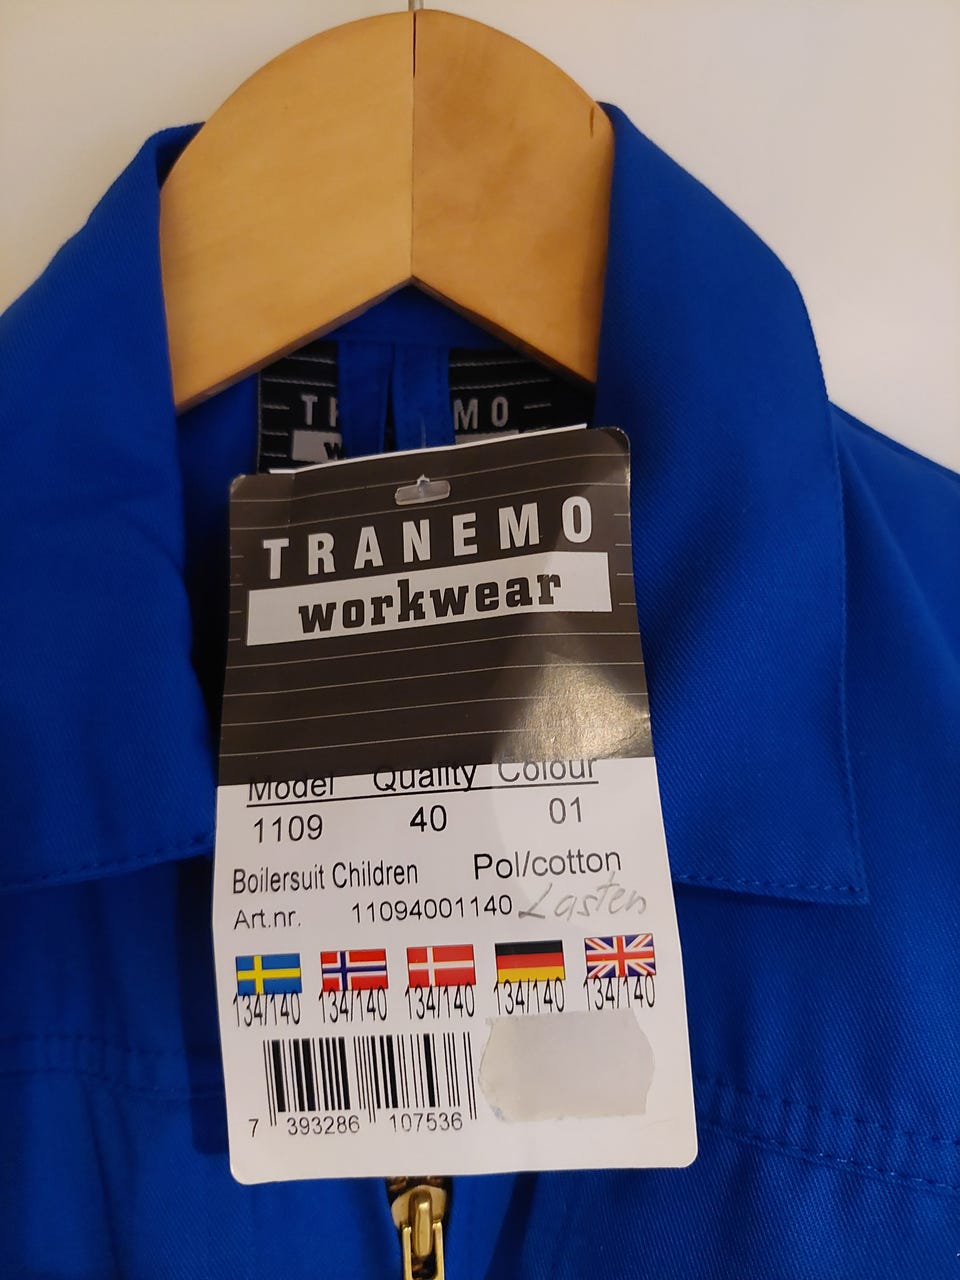 TRANEMO
workwear
Model Quality Colour
1109 40 01
Boilersuit Children Pol/cotton
Art.nr. 11094001140 Lasten
134/140 134/140 134/140 134/140 134/140
7 393286 107536